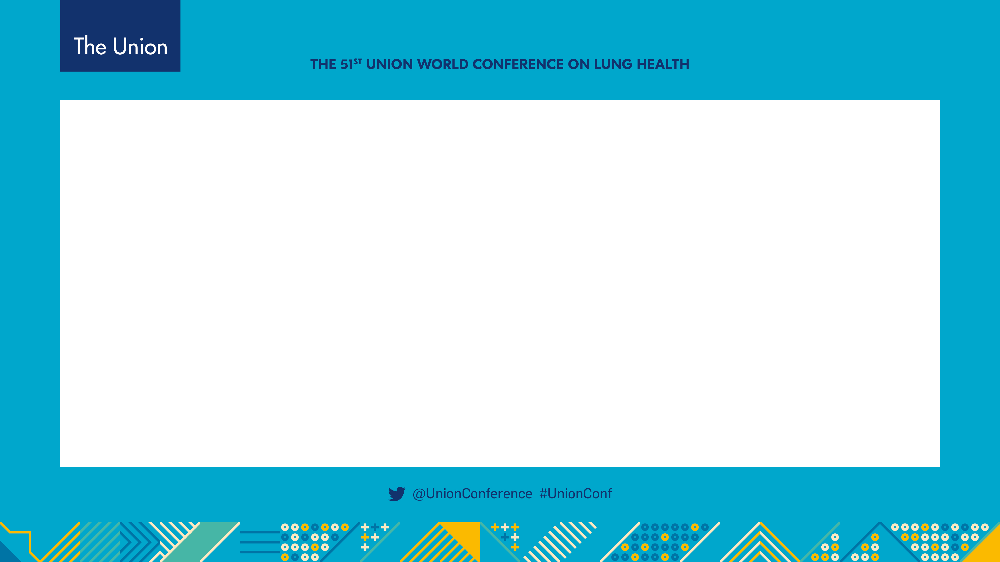 The Union
THE 51ST UNION WORLD CONFERENCE ON LUNG HEALTH
@UnionConference #UnionConf